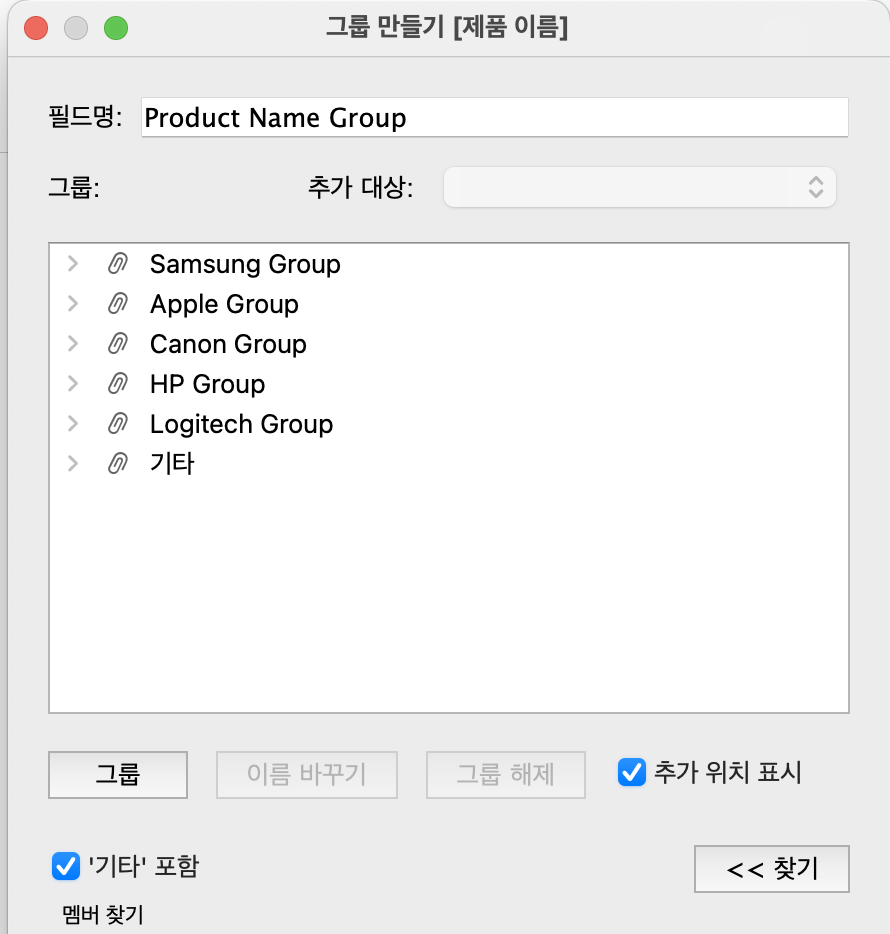 그룹 만들기 [제품 이름]
필드명: Product Name Group
그룹: 추가 대상:
Samsung Group
Apple Group
Canon Group
HP Group
Logitech Group
기타
그룹 이름 바꾸기 그룹 해제 추가 위치 표시
'기타' 포함 << 찾기
멤버 찾기